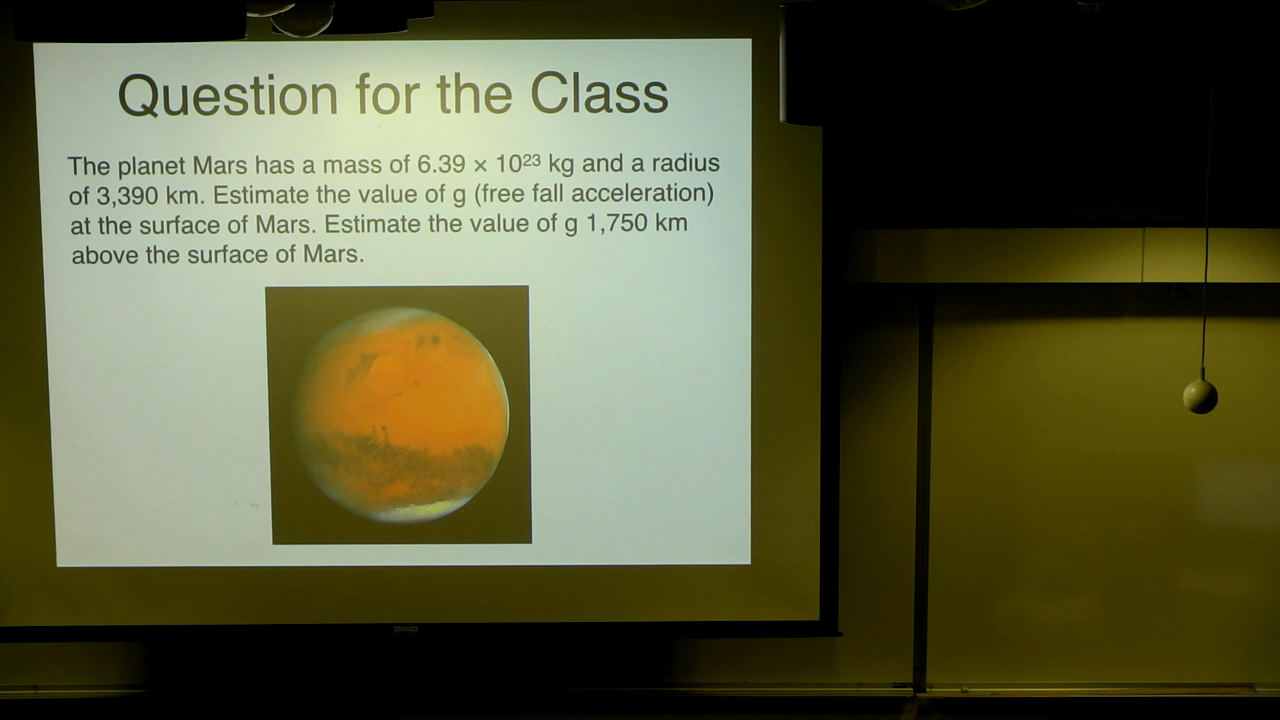 Question for the Class
The planet Mars has a mass of 6.39 × 10²³ kg and a radius
of 3,390 km. Estimate the value of g (free fall acceleration)
at the surface of Mars. Estimate the value of g 1,750 km
above the surface of Mars.